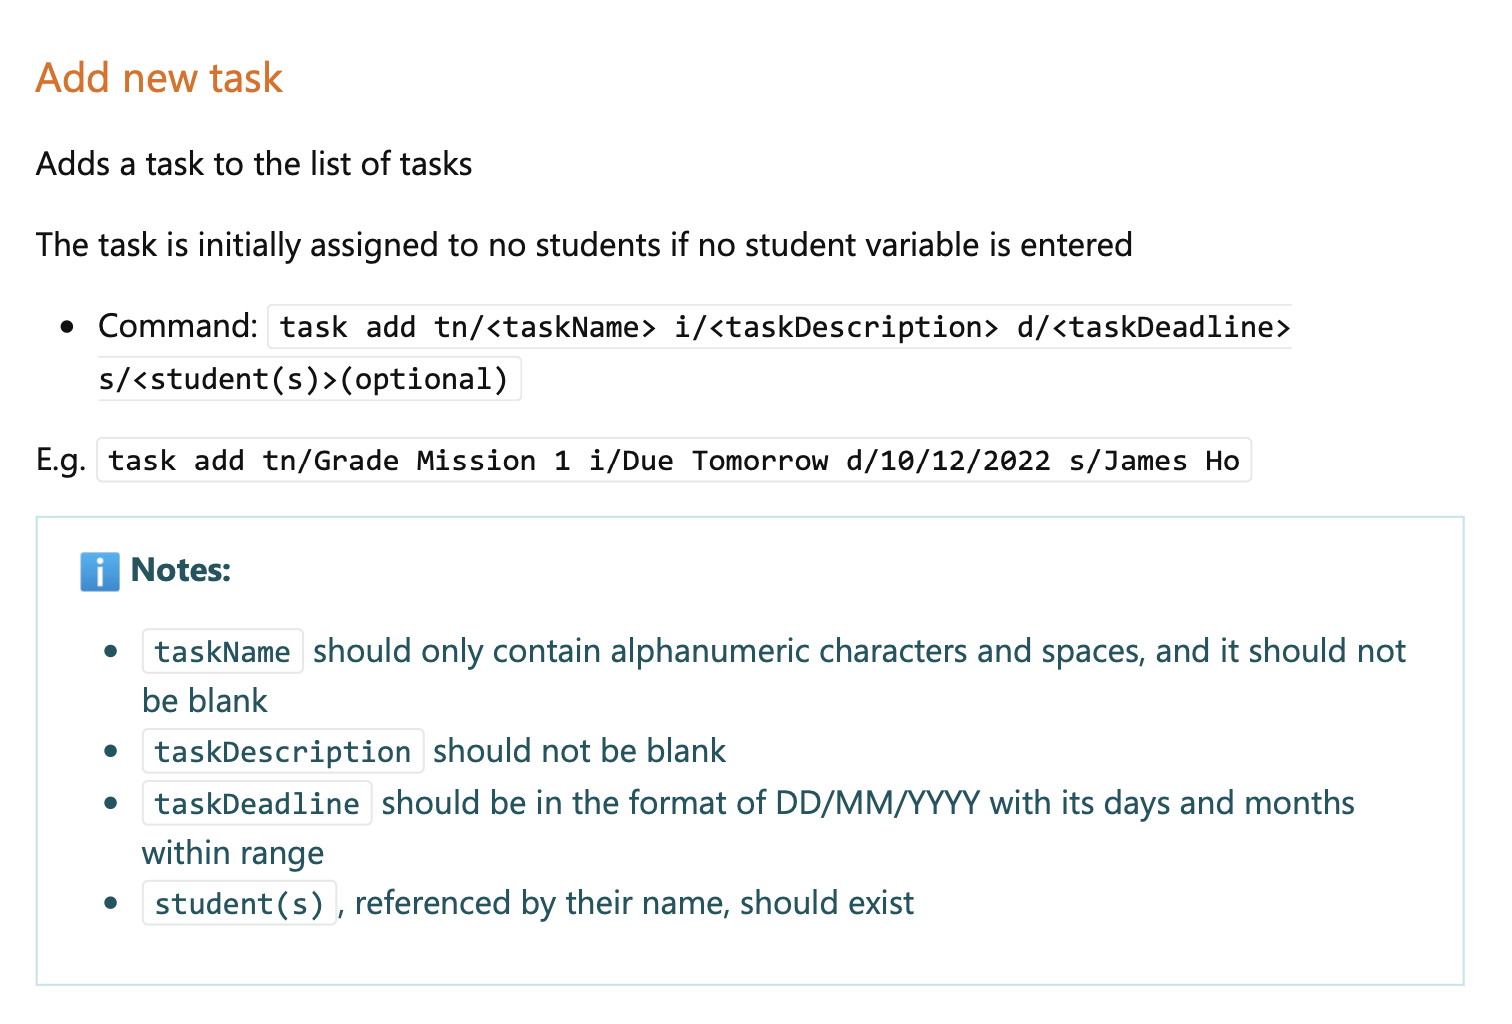 Add new task
Adds a task to the list of tasks
The task is initially assigned to no students if no student variable is entered
• Command: task add tn/<taskName> i/<taskDescription> d/<taskDeadline>
s/<student(s)>(optional)
E.g. task add tn/Grade Mission 1 i/Due Tomorrow d/10/12/2022 s/James Ho
ℹ️ Notes:
• taskName should only contain alphanumeric characters and spaces, and it should not
be blank
• taskDescription should not be blank
• taskDeadline should be in the format of DD/MM/YYYY with its days and months
within range
• student(s), referenced by their name, should exist